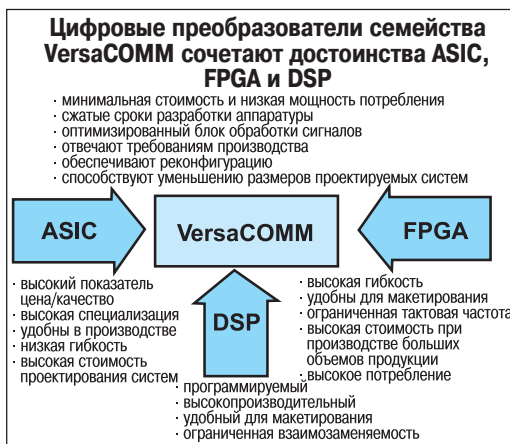 Цифровые преобразователи семейства
VersaCOMM сочетают достоинства ASIC,
FPGA и DSP
· минимальная стоимость и низкая мощность потребления
· сжатые сроки разработки аппаратуры
· оптимизированный блок обработки сигналов
· отвечают требованиям производства
· обеспечивают реконфигурацию
· способствуют уменьшению размеров проектируемых систем
ASIC
VersaCOMM
FPGA
· высокий показатель
цена/качество
· высокая специализация
· удобны в производстве
· низкая гибкость
· высокая стоимость
проектирования систем
DSP
· высокая гибкость
· удобны для макетирования
· ограниченная тактовая частота
· высокая стоимость при
производстве больших
объемов продукции
· высокое потребление
· программируемый
· высокопроизводительный
· удобный для макетирования
· ограниченная взаимозаменяемость